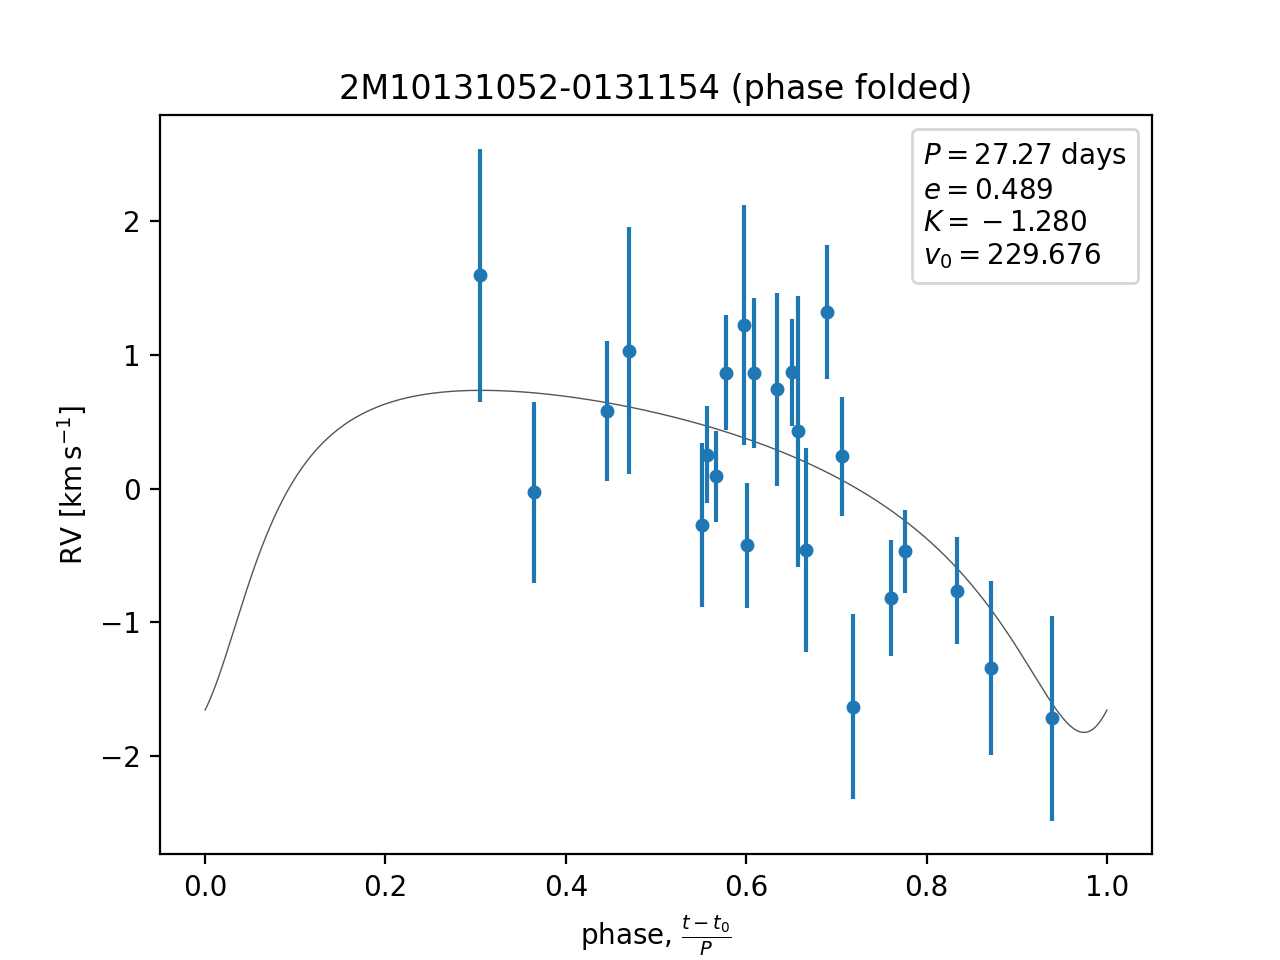 2M10131052-0131154 (phase folded)
P = 27.27 days
e = 0.489
K = −1.280
v₀ = 229.676
2
1
0
−1
−2
RV [km s⁻¹]
0.0 0.2 0.4 0.6 0.8 1.0
phase, (t − t₀)/P